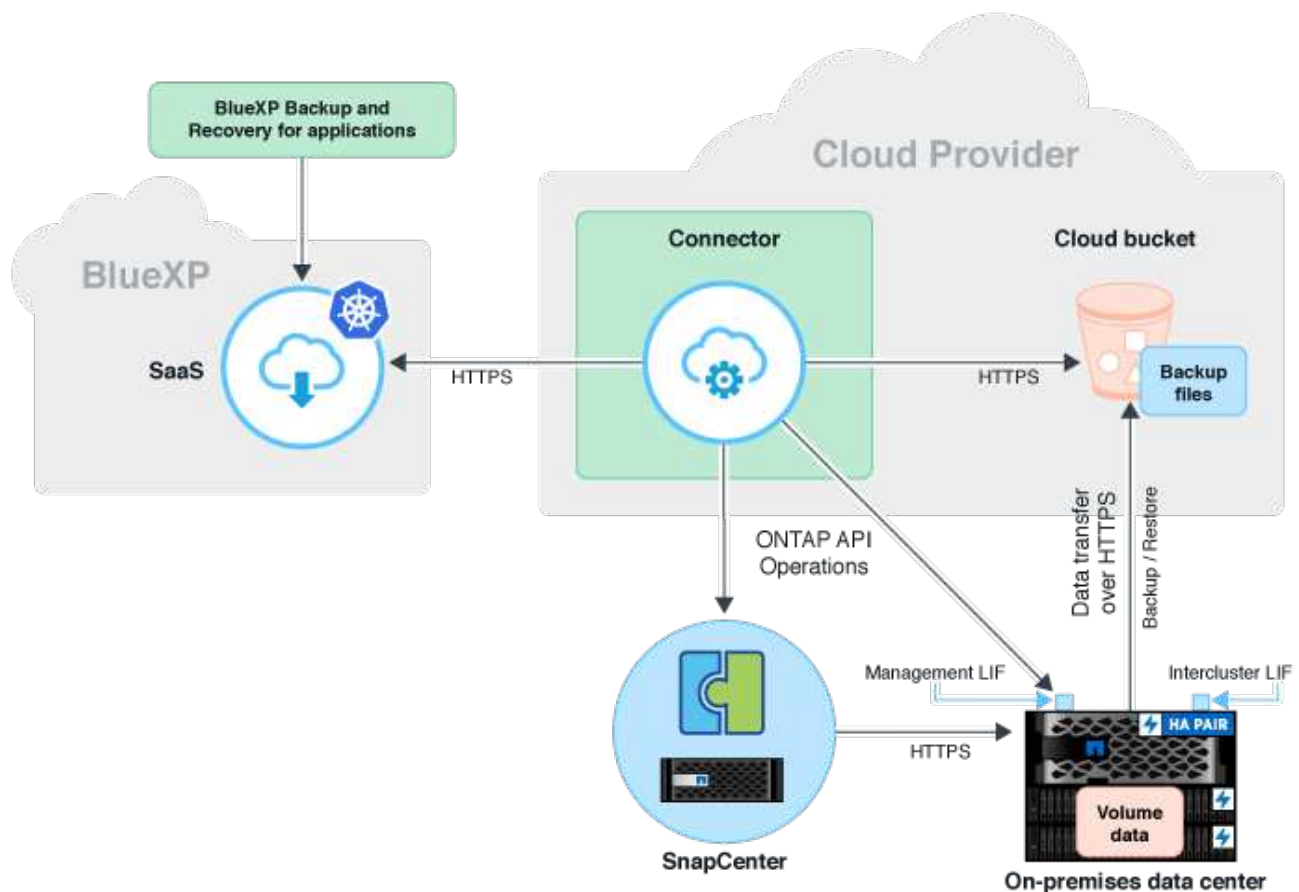 BlueXP Backup and
Recovery for applications
Cloud Provider
BlueXP
SaaS
HTTPS
Connector
HTTPS
Cloud bucket
Backup
files
ONTAP API
Operations
Data transfer
over HTTPS
Backup / Restore
Management LIF
Intercluster LIF
HA PAIR
HTTPS
Volume
data
SnapCenter
On-premises data center